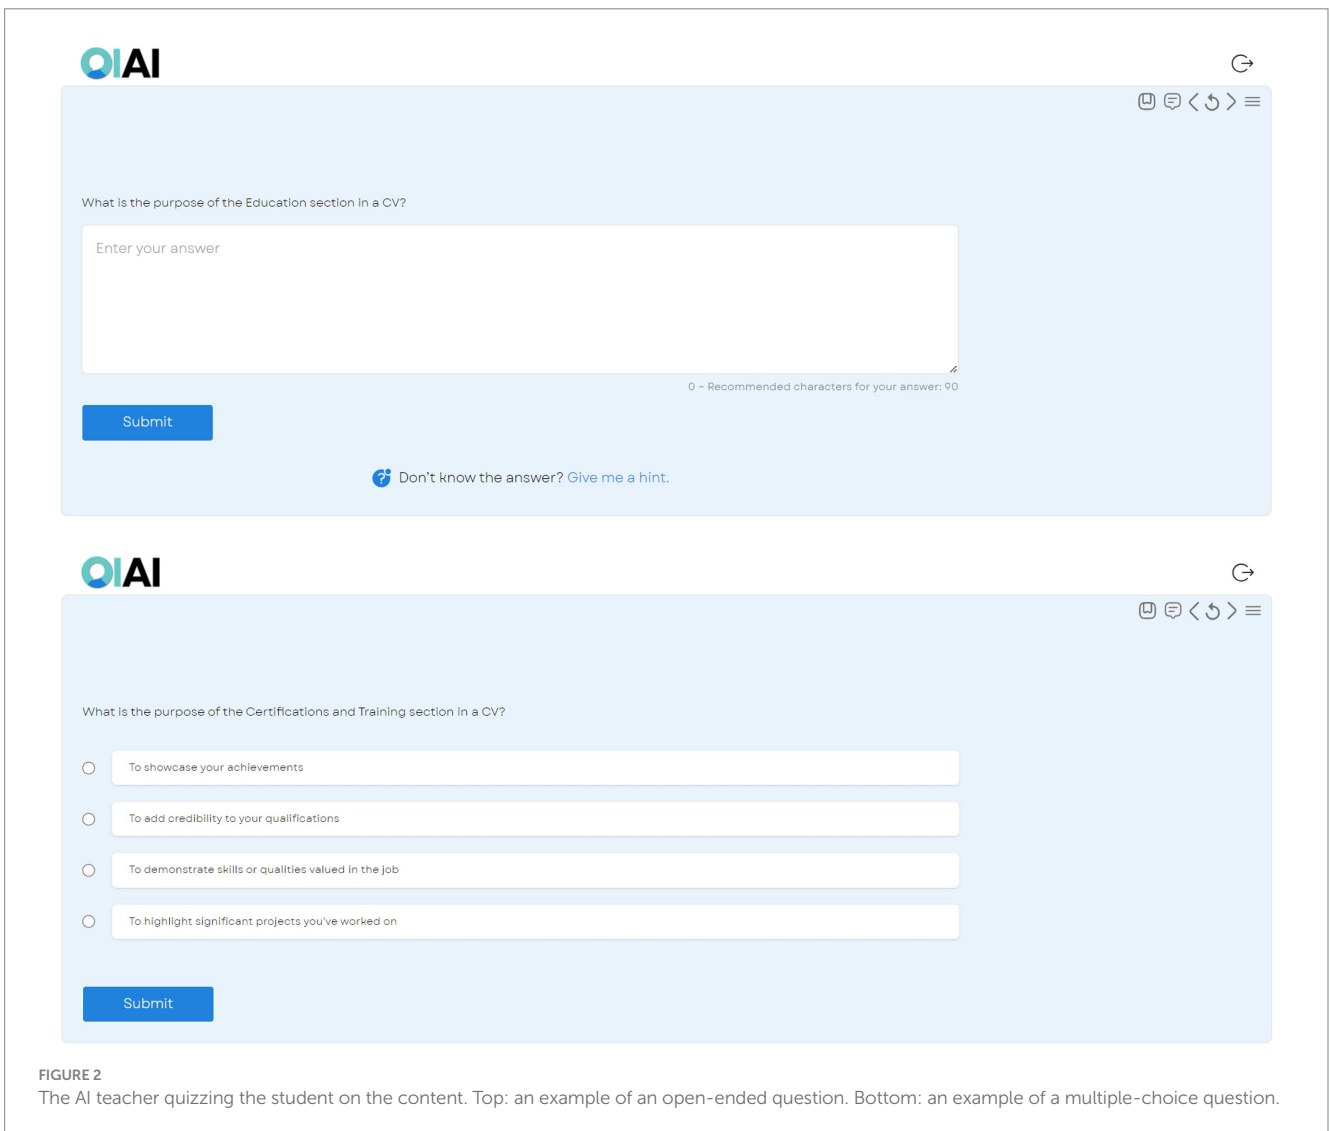 OIAI
What is the purpose of the Education section in a CV?
Enter your answer
0 - Recommended characters for your answer: 90
Submit
Don't know the answer? Give me a hint.
OIAI
What is the purpose of the Certifications and Training section in a CV?
To showcase your achievements
To add credibility to your qualifications
To demonstrate skills or qualities valued in the job
To highlight significant projects you've worked on
Submit
FIGURE 2
The AI teacher quizzing the student on the content. Top: an example of an open-ended question. Bottom: an example of a multiple-choice question.